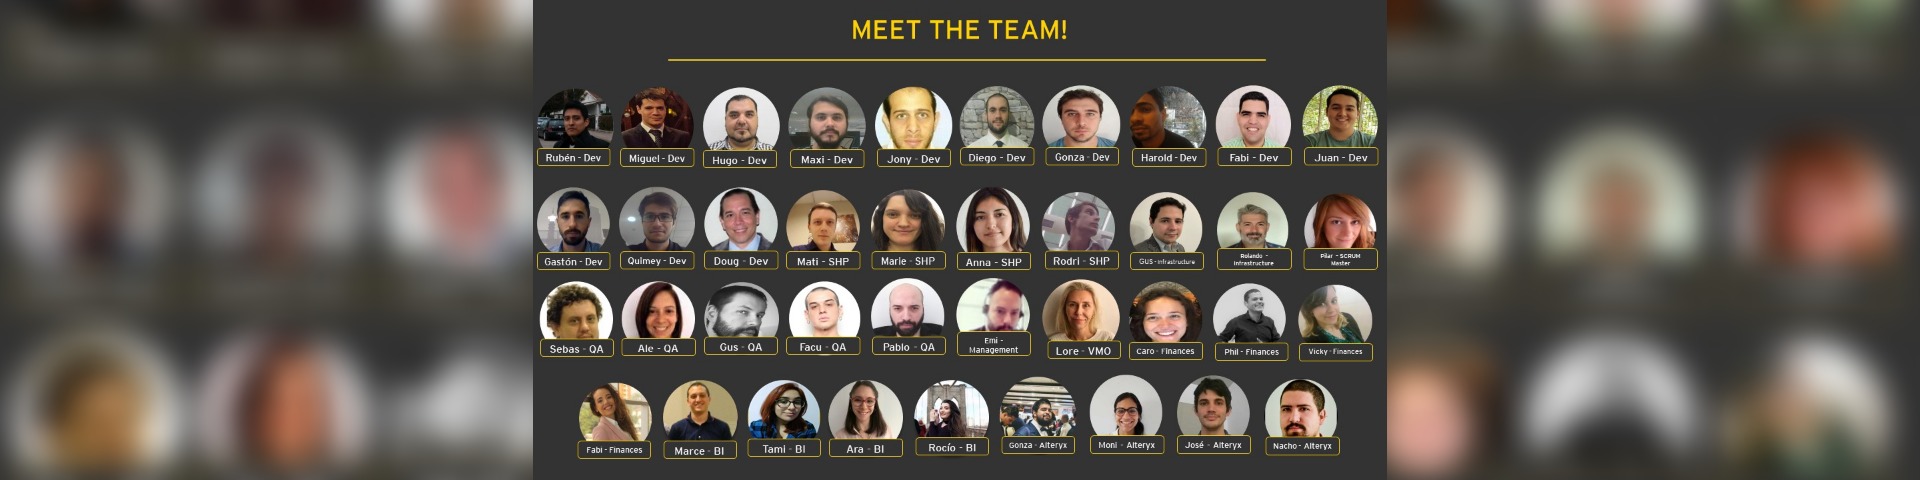 MEET THE TEAM!
Rubén - Dev
Miguel - Dev
Hugo - Dev
Maxi - Dev
Jony - Dev
Diego - Dev
Gonza - Dev
Harold - Dev
Fabi - Dev
Juan - Dev
Gastón - Dev
Quimey - Dev
Doug - Dev
Mati - SHP
Marie - SHP
Anna - SHP
Rodri - SHP
GUS - Infrastructure
Rolando -
Infrastructure
Pilar - SCRUM
Master
Sebas - QA
Ale - QA
Gus - QA
Facu - QA
Pablo - QA
Emi -
Management
Lore - VMO
Caro - Finances
Phil - Finances
Vicky - Finances
Fabi - Finances
Marce - BI
Tami - BI
Ara - BI
Rocío - BI
Gonza - Alteryx
Moni - Alteryx
José - Alteryx
Nacho - Alteryx